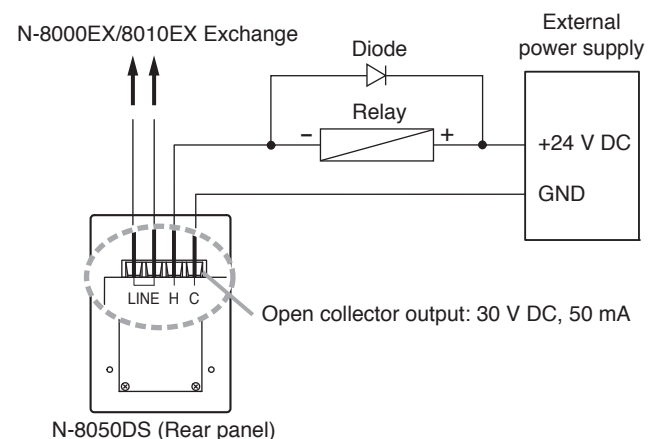 N-8000EX/8010EX Exchange
External
power supply
Diode
Relay
– +
+24 V DC
GND
LINE H C
Open collector output: 30 V DC, 50 mA
N-8050DS (Rear panel)